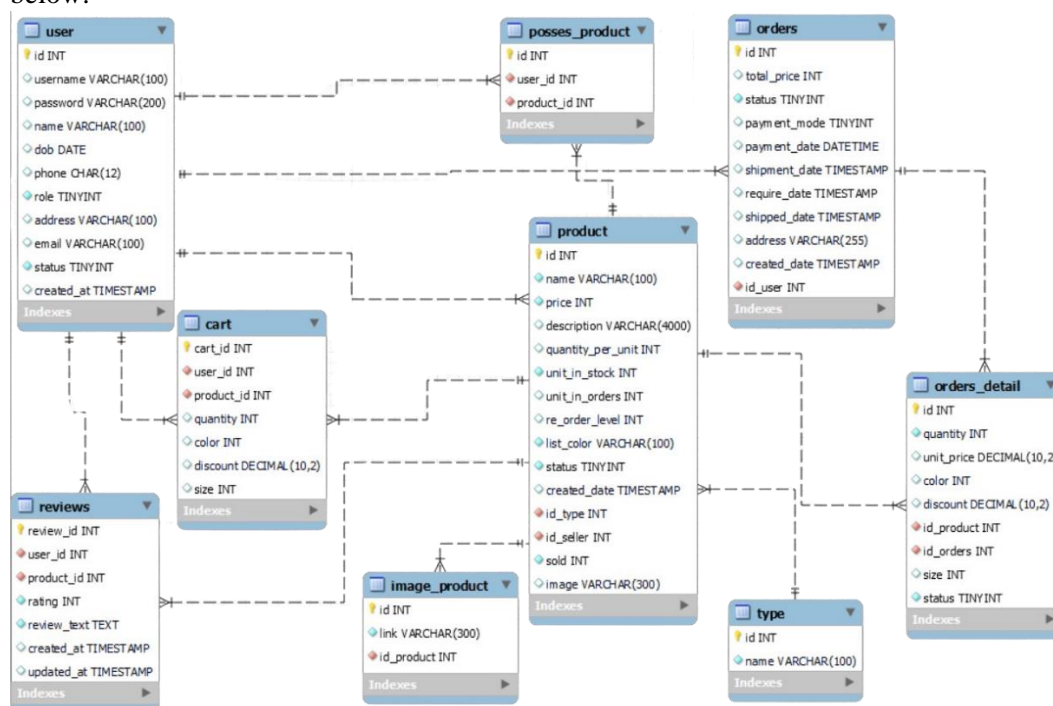 below.
user
id INT
username VARCHAR(100)
password VARCHAR(200)
name VARCHAR(100)
dob DATE
phone CHAR(12)
role TINYINT
address VARCHAR(100)
email VARCHAR(100)
status TINYINT
created_at TIMESTAMP
Indexes
posses_product
id INT
user_id INT
product_id INT
Indexes
orders
id INT
total_price INT
status TINYINT
payment_mode TINYINT
payment_date DATETIME
shipment_date TIMESTAMP
require_date TIMESTAMP
shipped_date TIMESTAMP
address VARCHAR(255)
created_date TIMESTAMP
id_user INT
Indexes
product
id INT
name VARCHAR(100)
price INT
description VARCHAR(4000)
quantity_per_unit INT
unit_in_stock INT
unit_in_orders INT
re_order_level INT
list_color VARCHAR(100)
status TINYINT
created_date TIMESTAMP
id_type INT
id_seller INT
sold INT
image VARCHAR(300)
Indexes
cart
cart_id INT
user_id INT
product_id INT
quantity INT
color INT
discount DECIMAL(10,2)
size INT
Indexes
orders_detail
id INT
quantity INT
unit_price DECIMAL(10,2
color INT
discount DECIMAL(10,2)
id_product INT
id_orders INT
size INT
status TINYINT
Indexes
reviews
review_id INT
user_id INT
product_id INT
rating INT
review_text TEXT
created_at TIMESTAMP
updated_at TIMESTAMP
Indexes
image_product
id INT
link VARCHAR(300)
id_product INT
Indexes
type
id INT
name VARCHAR(100)
Indexes